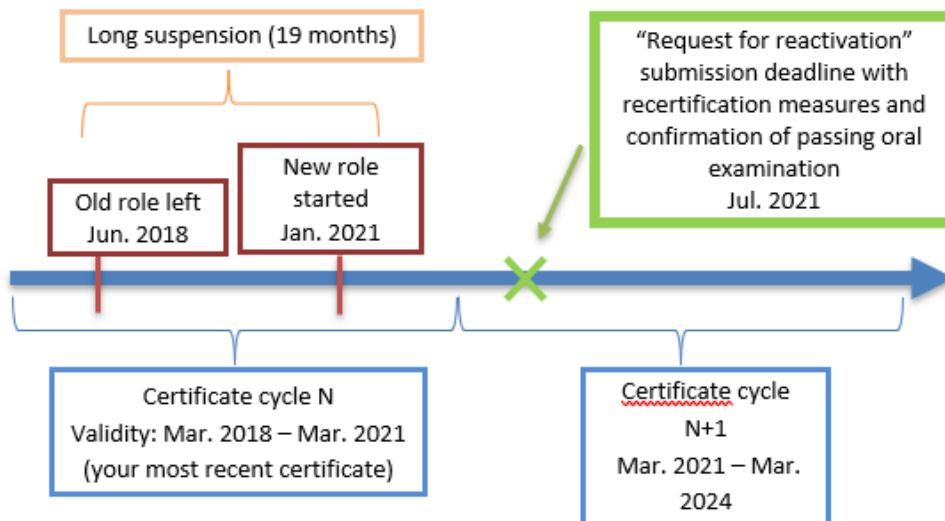 Long suspension (19 months)
“Request for reactivation”
submission deadline with
recertification measures and
confirmation of passing oral
examination
Jul. 2021
Old role left
Jun. 2018
New role
started
Jan. 2021
Certificate cycle N
Validity: Mar. 2018 – Mar. 2021
(your most recent certificate)
Certificate cycle
N+1
Mar. 2021 – Mar.
2024